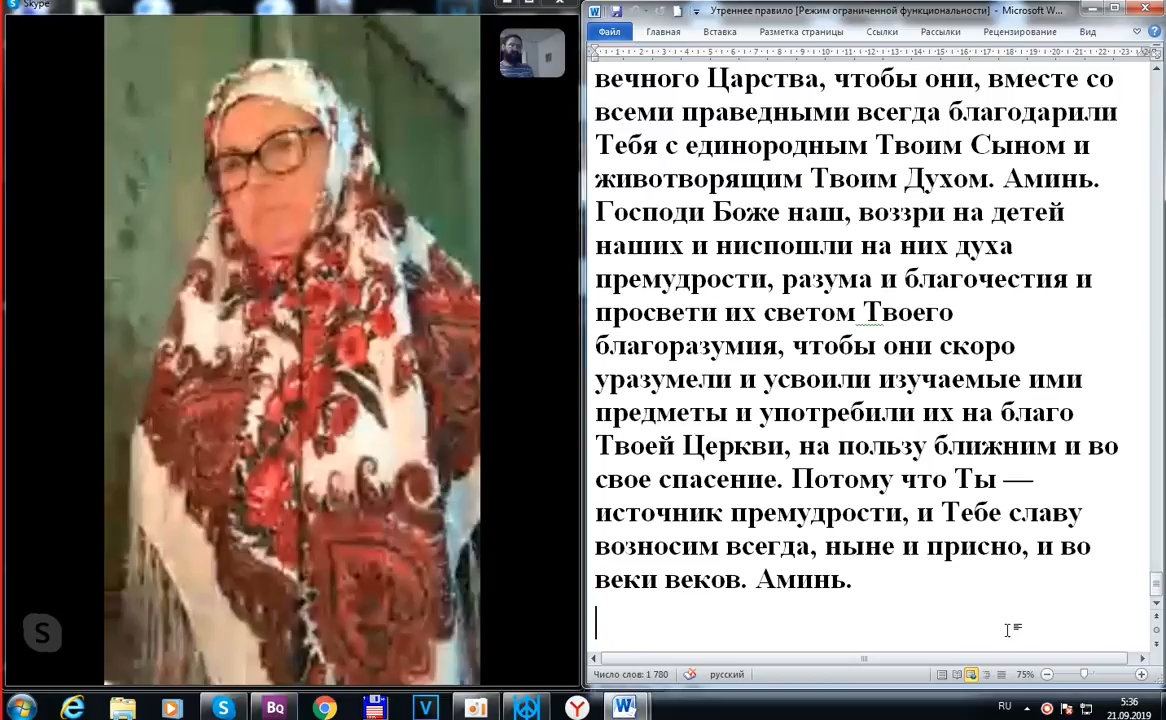 Skype
Утреннее правило [Режим ограниченной функциональности] - Microsoft W...
Файл Главная Вставка Разметка страницы Ссылки Рассылки Рецензирование Вид
вечного Царства, чтобы они, вместе со
всеми праведными всегда благодарили
Тебя с единородным Твоим Сыном и
животворящим Твоим Духом. Аминь.
Господи Боже наш, воззри на детей
наших и ниспошли на них духа
премудрости, разума и благочестия и
просвети их светом Твоего
благоразумия, чтобы они скоро
уразумели и усвоили изучаемые ими
предметы и употребили их на благо
Твоей Церкви, на пользу ближним и во
свое спасение. Потому что Ты —
источник премудрости, и Тебе славу
возносим всегда, ныне и присно, и во
веки веков. Аминь.
Число слов: 1 780 русский 75%
RU 5:36
21.09.2019